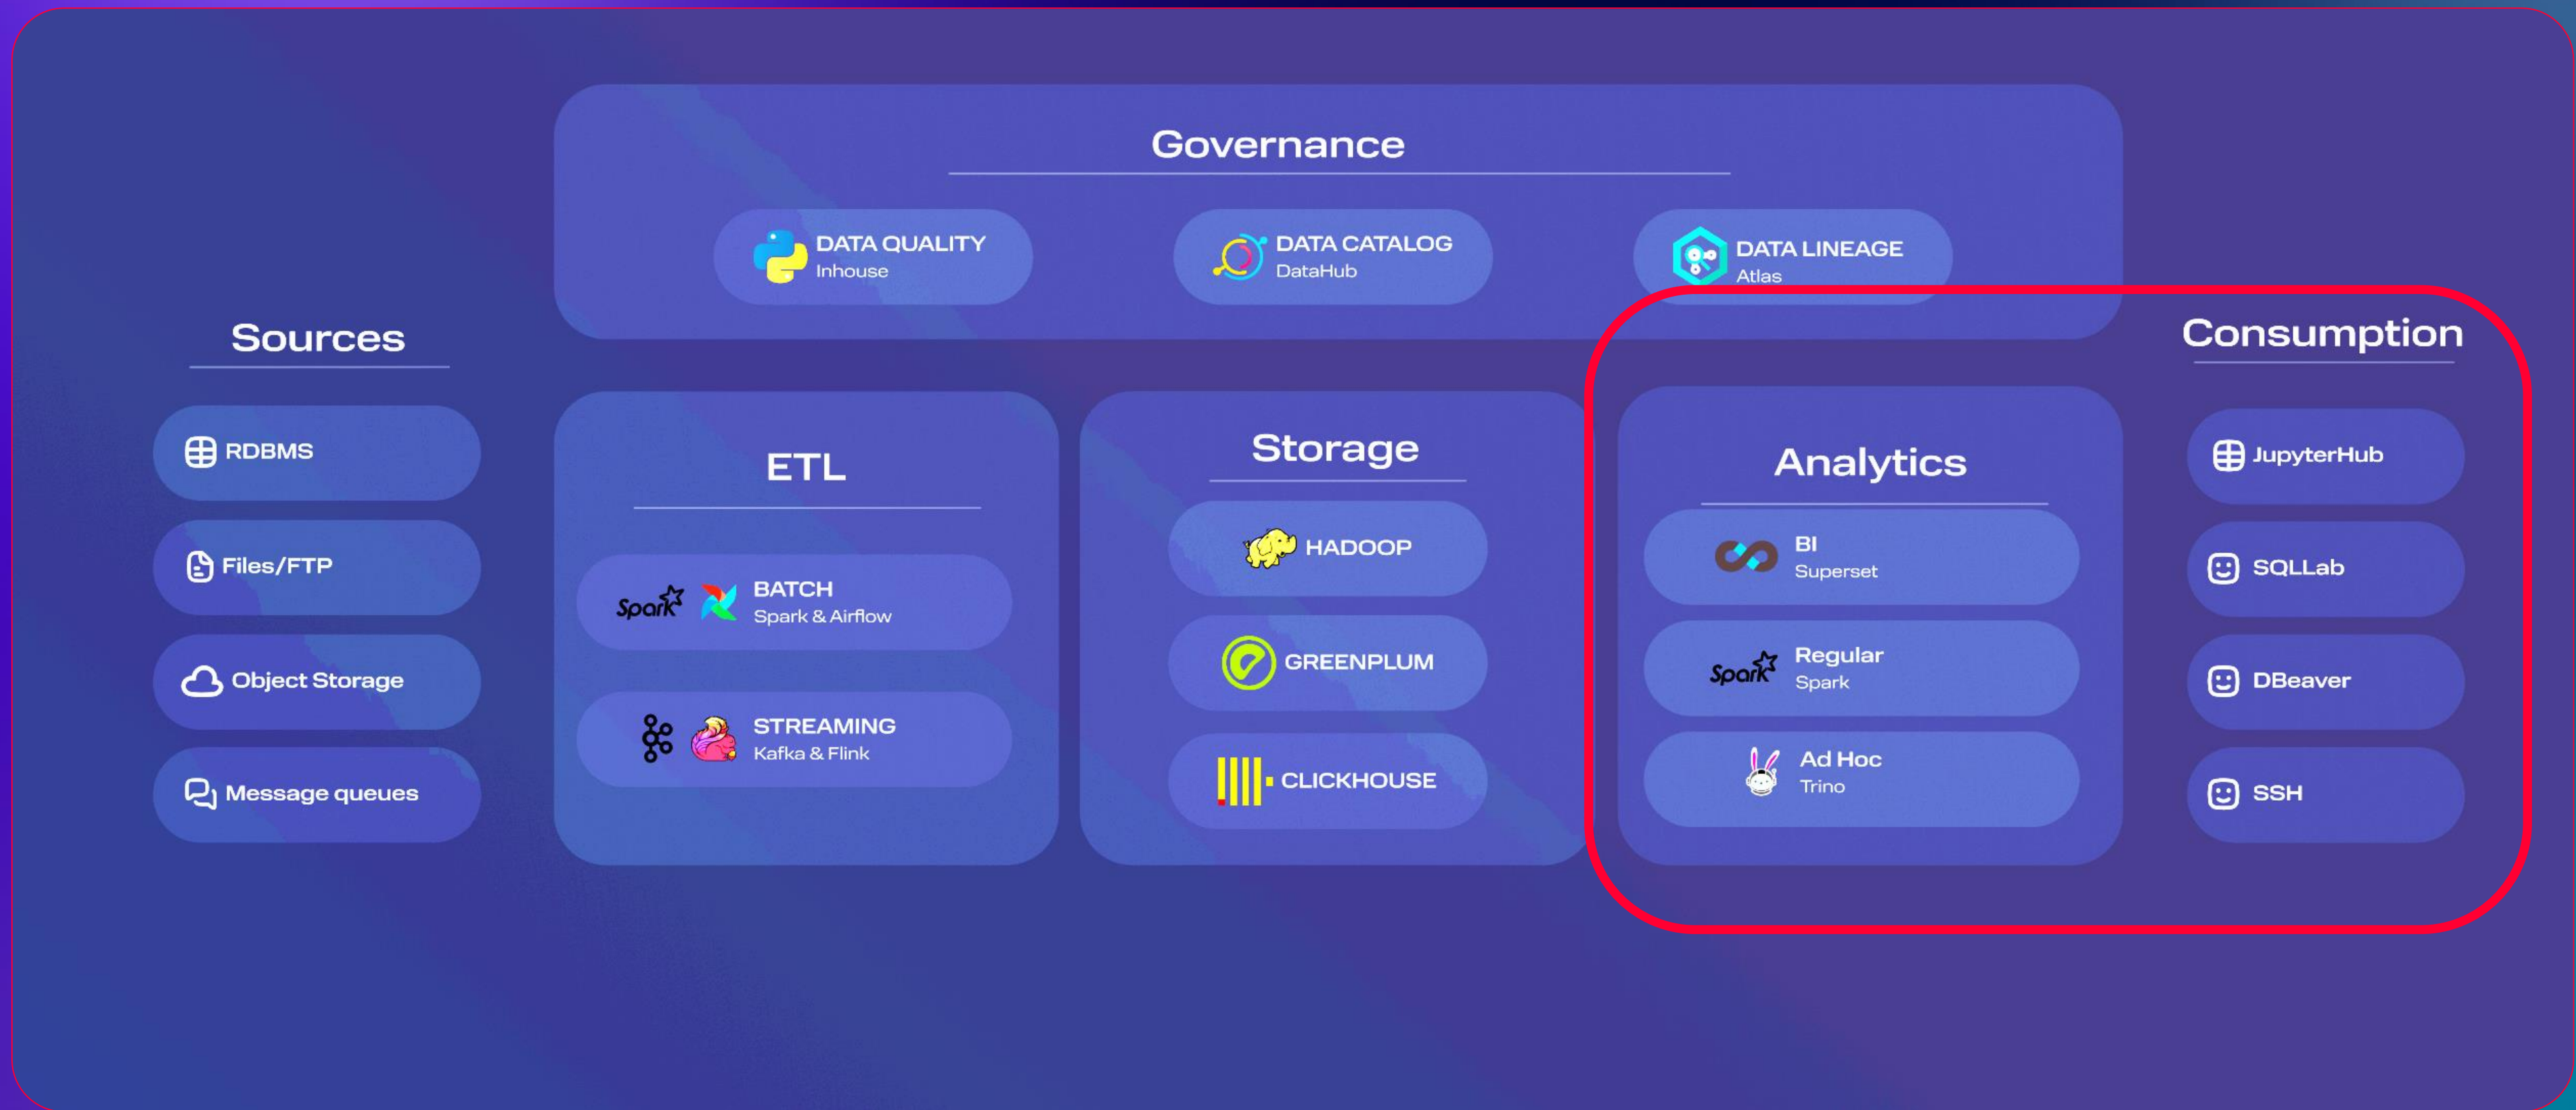 Governance
DATA QUALITY
Inhouse
DATA CATALOG
DataHub
DATA LINEAGE
Atlas
Sources
RDBMS
Files/FTP
Object Storage
Message queues
ETL
Spark
BATCH
Spark & Airflow
STREAMING
Kafka & Flink
Storage
HADOOP
GREENPLUM
CLICKHOUSE
Analytics
BI
Superset
Spark
Regular
Spark
Ad Hoc
Trino
Consumption
JupyterHub
SQLLab
DBeaver
SSH